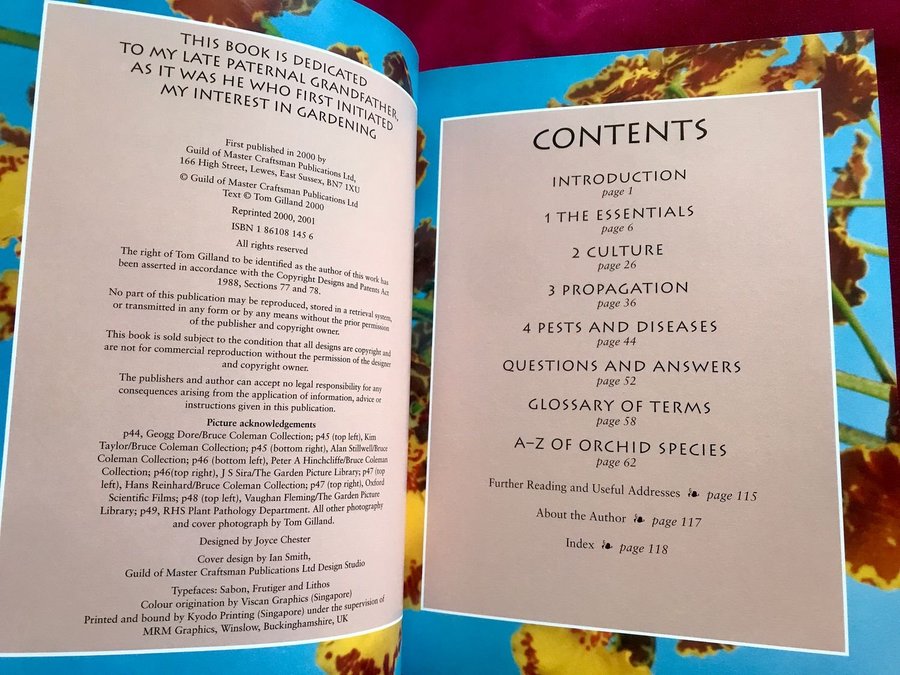 THIS BOOK IS DEDICATED
TO MY LATE PATERNAL GRANDFATHER,
AS IT WAS HE WHO FIRST INITIATED
MY INTEREST IN GARDENING
First published in 2000 by
Guild of Master Craftsman Publications Ltd,
166 High Street, Lewes, East Sussex, BN7 1XU
© Guild of Master Craftsman Publications Ltd
Text © Tom Gilland 2000
Reprinted 2000, 2001
ISBN 1 86108 145 6
All rights reserved
The right of Tom Gilland to be identified as the author of this work has
been asserted in accordance with the Copyright Designs and Patents Act
1988, Sections 77 and 78.
No part of this publication may be reproduced, stored in a retrieval system,
or transmitted in any form or by any means without the prior permission
of the publisher and copyright owner.
This book is sold subject to the condition that all designs are copyright and
are not for commercial reproduction without the permission of the designer
and copyright owner.
The publishers and author can accept no legal responsibility for any
consequences arising from the application of information, advice or
instructions given in this publication.
Picture acknowledgements
p44, Geogg Dore/Bruce Coleman Collection; p45 (top left), Kim
Taylor/Bruce Coleman Collection; p45 (bottom right), Alan Stillwell/Bruce
Coleman Collection; p46 (bottom left), Peter A Hinchcliffe/Bruce Coleman
Collection; p46(top right), J S Sira/The Garden Picture Library; p47 (top
left), Hans Reinhard/Bruce Coleman Collection; p47 (top right), Oxford
Scientific Films; p48 (top left), Vaughan Fleming/The Garden Picture
Library; p49, RHS Plant Pathology Department. All other photography
and cover photograph by Tom Gilland.
Designed by Joyce Chester
Cover design by Ian Smith,
Guild of Master Craftsman Publications Ltd Design Studio
Typefaces: Sabon, Frutiger and Lithos
Colour origination by Viscan Graphics (Singapore)
Printed and bound by Kyodo Printing (Singapore) under the supervision of
MRM Graphics, Winslow, Buckinghamshire, UK
CONTENTS
INTRODUCTION
page 1
1 THE ESSENTIALS
page 6
2 CULTURE
page 26
3 PROPAGATION
page 36
4 PESTS AND DISEASES
page 44
QUESTIONS AND ANSWERS
page 52
GLOSSARY OF TERMS
page 58
A–Z OF ORCHID SPECIES
page 62
Further Reading and Useful Addresses ❧ page 115
About the Author ❧ page 117
Index ❧ page 118